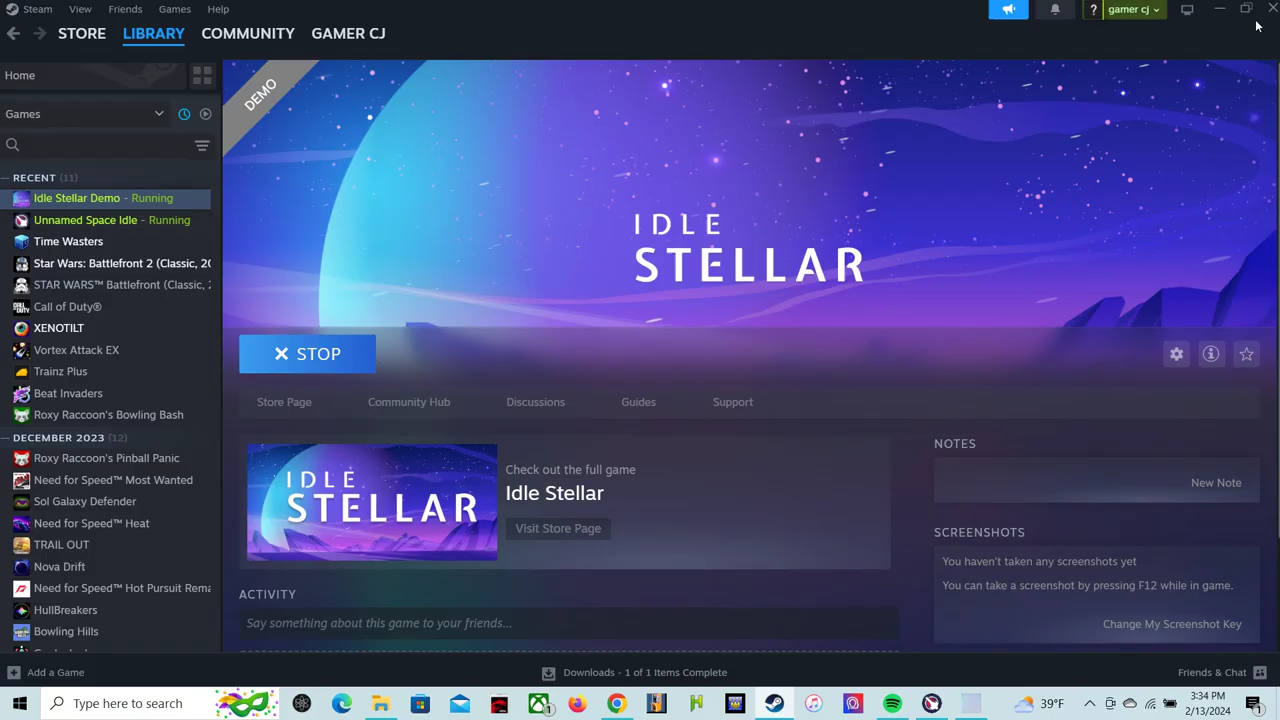 Steam View Friends Games Help
? gamer cj
STORE LIBRARY COMMUNITY GAMER CJ
Home
Games
RECENT (11)
Idle Stellar Demo - Running
Unnamed Space Idle - Running
Time Wasters
Star Wars: Battlefront 2 (Classic, 20
STAR WARS™ Battlefront (Classic, 2
Call of Duty®
XENOTILT
Vortex Attack EX
Trainz Plus
Beat Invaders
Roxy Raccoon's Bowling Bash
DECEMBER 2023 (12)
Roxy Raccoon's Pinball Panic
Need for Speed™ Most Wanted
Sol Galaxy Defender
Need for Speed™ Heat
TRAIL OUT
Nova Drift
Need for Speed™ Hot Pursuit Rema
HullBreakers
Bowling Hills
DEMO
IDLE
STELLAR
STOP
Store Page Community Hub Discussions Guides Support
IDLE
STELLAR
Check out the full game
Idle Stellar
Visit Store Page
NOTES
New Note
SCREENSHOTS
You haven't taken any screenshots yet
You can take a screenshot by pressing F12 while in game.
Change My Screenshot Key
ACTIVITY
Say something about this game to your friends...
Add a Game
Downloads - 1 of 1 Items Complete
Friends & Chat
Type here to search
39°F
3:34 PM
2/13/2024